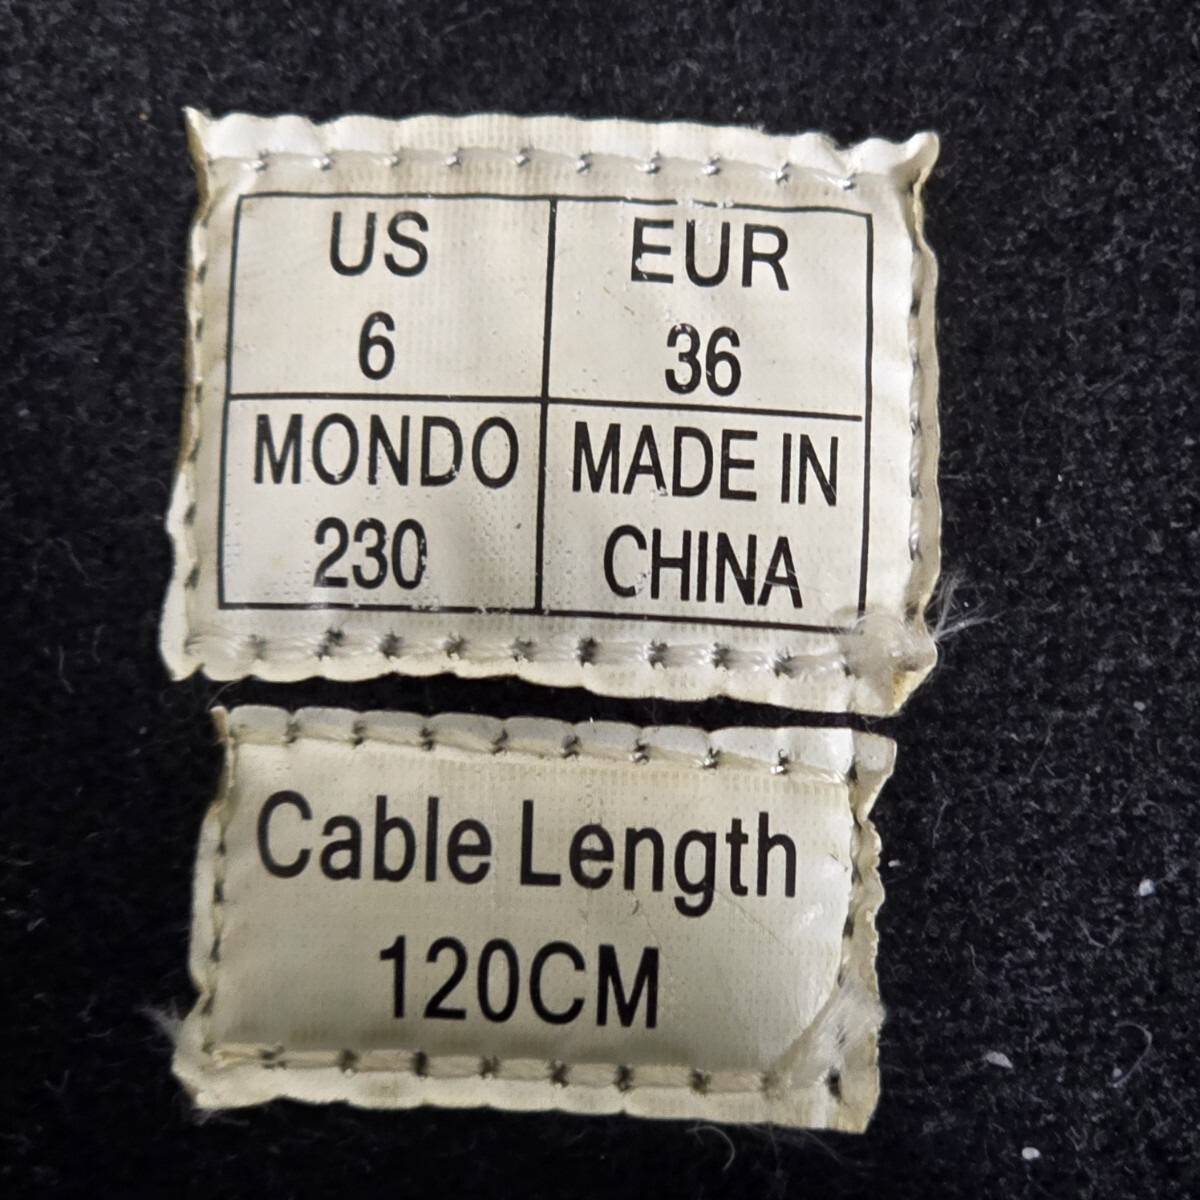 US
6
EUR
36
MONDO
230
MADE IN
CHINA
Cable Length
120CM